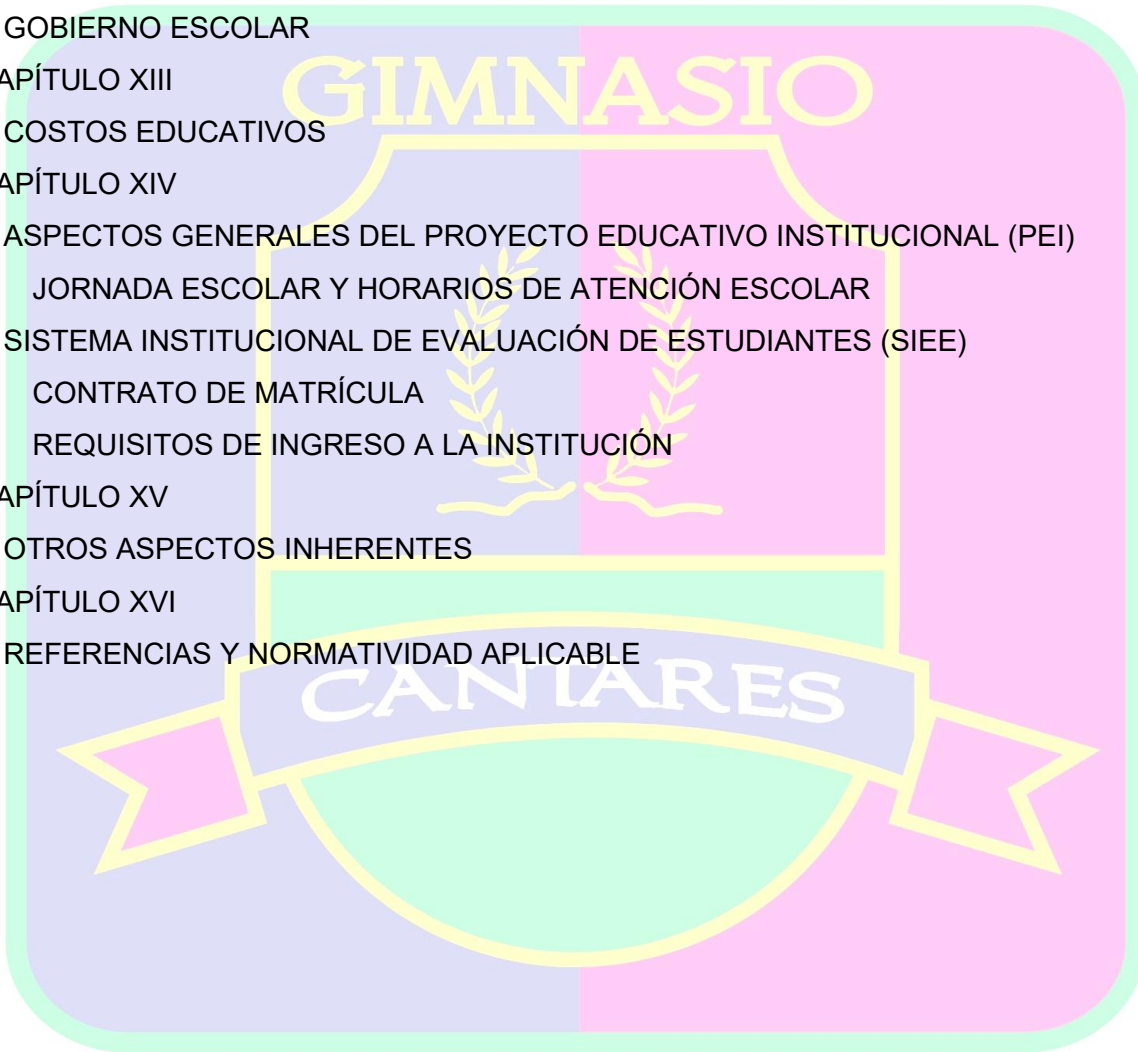 GOBIERNO ESCOLAR
GIMNASIO
APÍTULO XIII
COSTOS EDUCATIVOS
APÍTULO XIV
ASPECTOS GENERALES DEL PROYECTO EDUCATIVO INSTITUCIONAL (PEI)
JORNADA ESCOLAR Y HORARIOS DE ATENCIÓN ESCOLAR
SISTEMA INSTITUCIONAL DE EVALUACIÓN DE ESTUDIANTES (SIEE)
CONTRATO DE MATRÍCULA
REQUISITOS DE INGRESO A LA INSTITUCIÓN
APÍTULO XV
OTROS ASPECTOS INHERENTES
APÍTULO XVI
REFERENCIAS Y NORMATIVIDAD APLICABLE
CANTARES